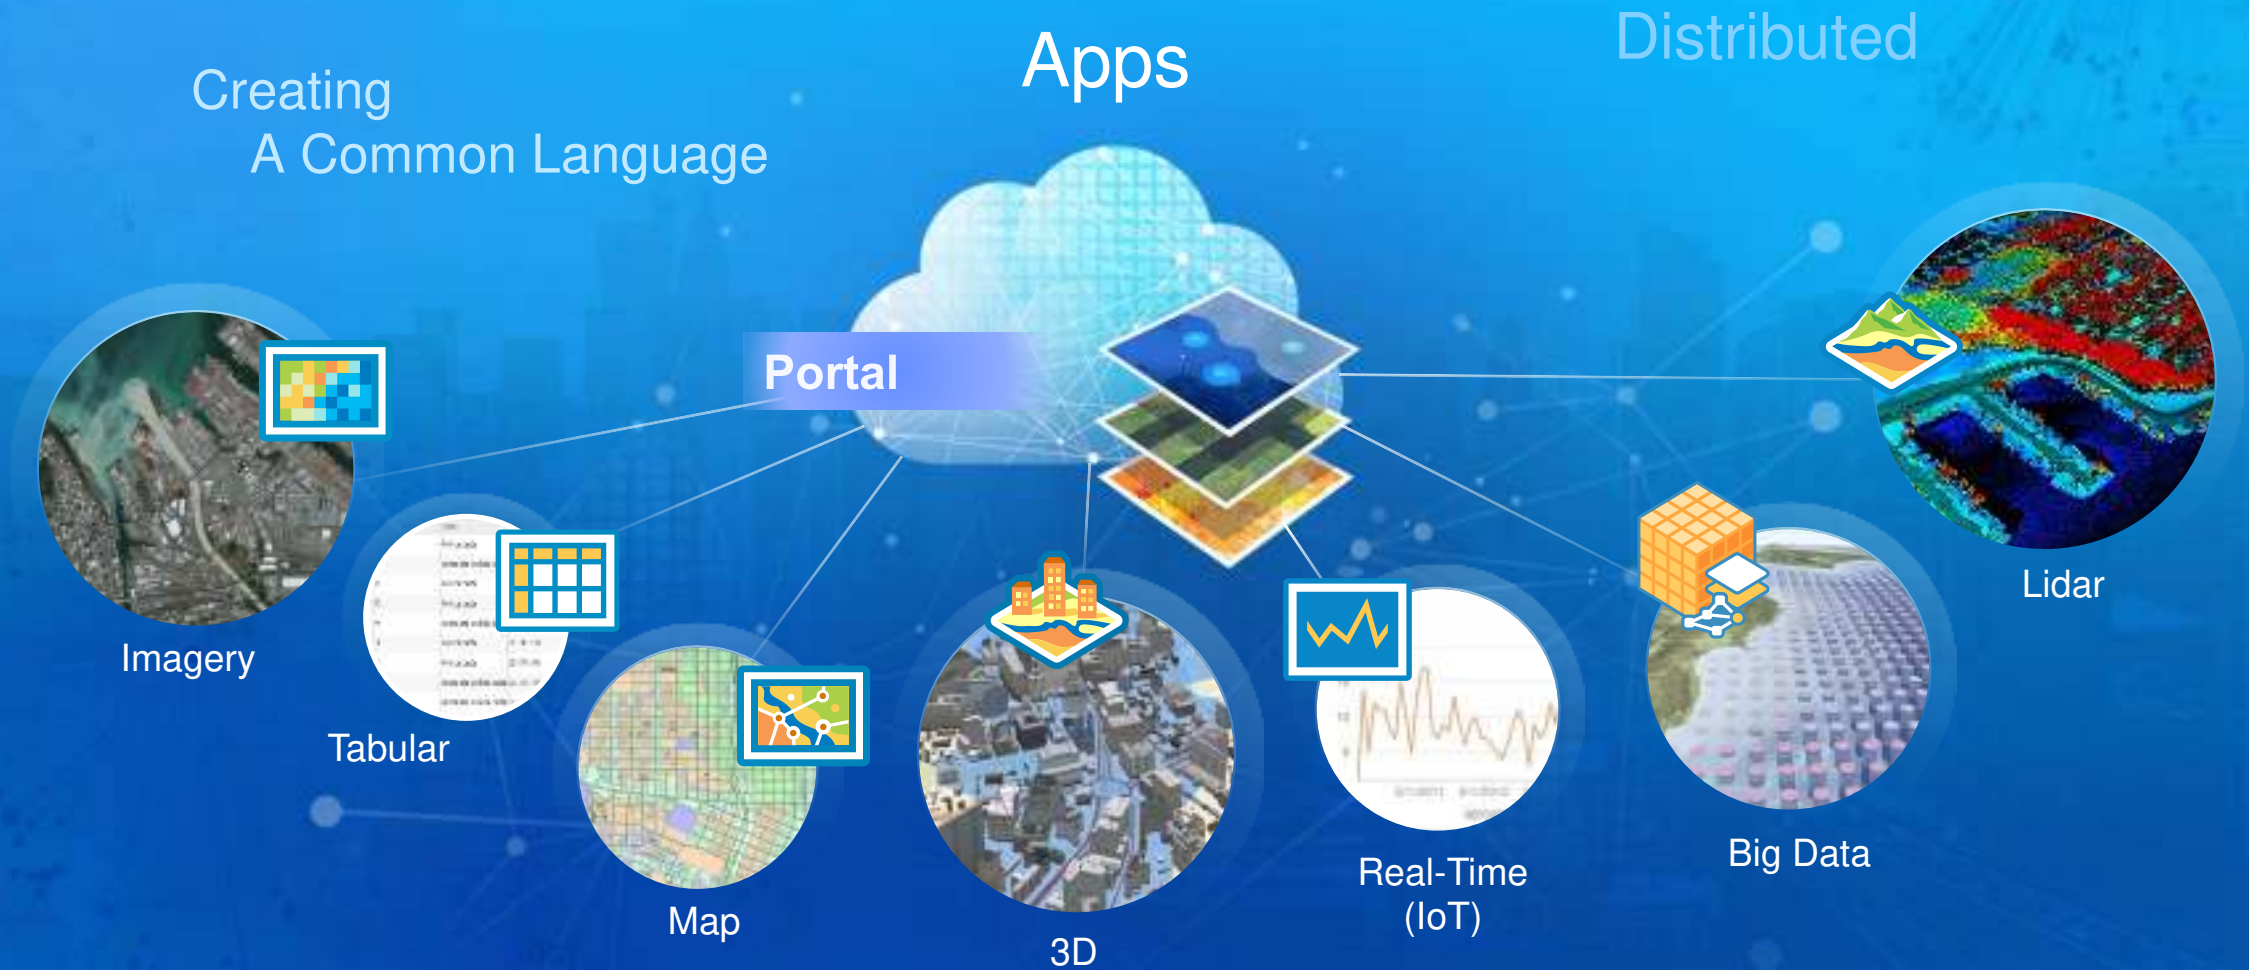 Distributed
Apps
Creating
A Common Language
Portal
Imagery
Tabular
Map
3D
Real-Time
(IoT)
Big Data
Lidar